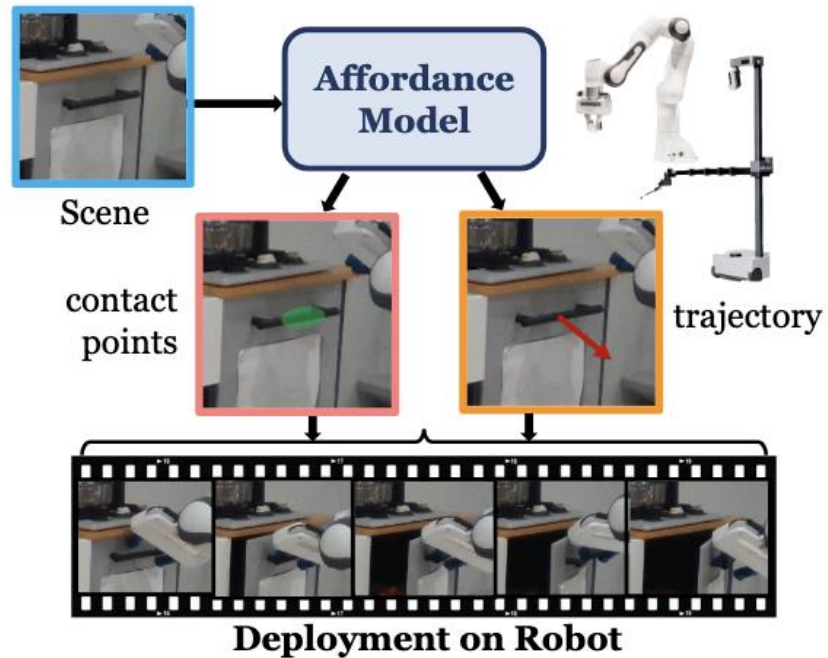 Affordance
Model
Scene
contact
points
trajectory
Deployment on Robot